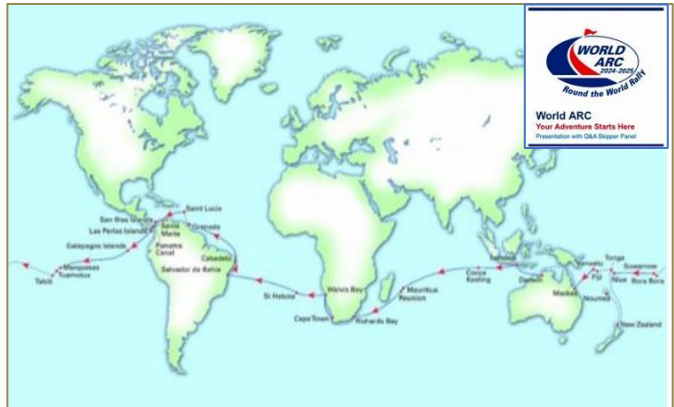 WORLD
ARC
2024-2025
Round the World Rally
World ARC
Your Adventure Starts Here
Presentation with Q&A Skipper Panel
Saint Lucia
San Blas Islands
Las Perlas Islands
Santa
Marta
Grenada
Galapagos Islands
Panama
Canal
Cabedelo
Salvador de Bahia
Marquesas
Tuamotus
Tahiti
St Helena
Walvis Bay
Cape Town
Richards Bay
Mauritius
Reunion
Cocos
Keeling
Darwin
Mackay
Vanuatu
Fiji
Tonga
Niue
Suwarrow
Bora Bora
Noumea
New Zealand